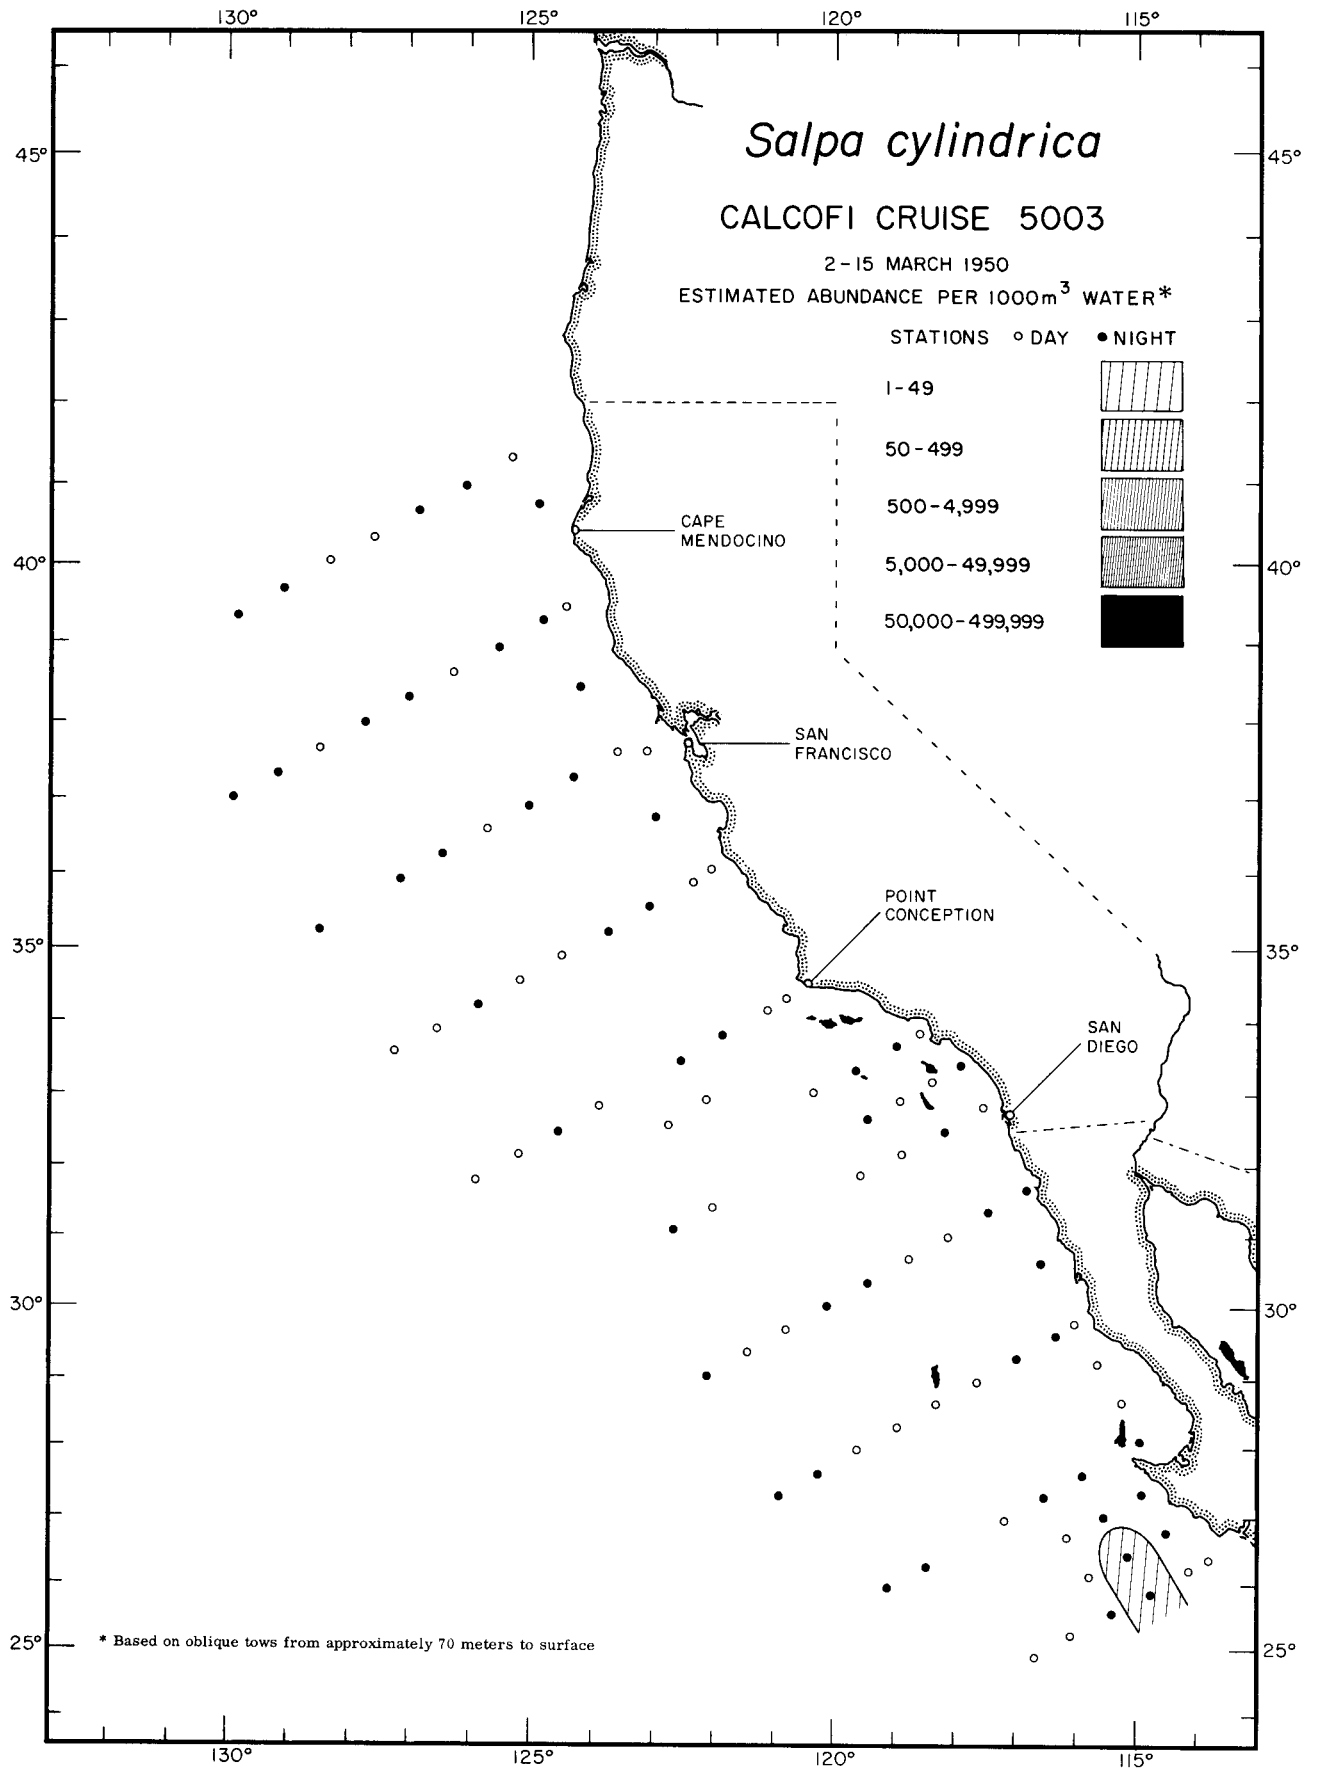 130° 125° 120° 115°
Salpa cylindrica
45° 45°
CALCOFI CRUISE 5003
2-15 MARCH 1950
ESTIMATED ABUNDANCE PER 1000m³ WATER*
STATIONS ○ DAY ● NIGHT
1-49
50-499
500-4,999
CAPE
MENDOCINO
40° 5,000-49,999 40°
50,000-499,999
SAN
FRANCISCO
POINT
CONCEPTION
35° 35°
SAN
DIEGO
30° 30°
* Based on oblique tows from approximately 70 meters to surface
25° 25°
130° 125° 120° 115°